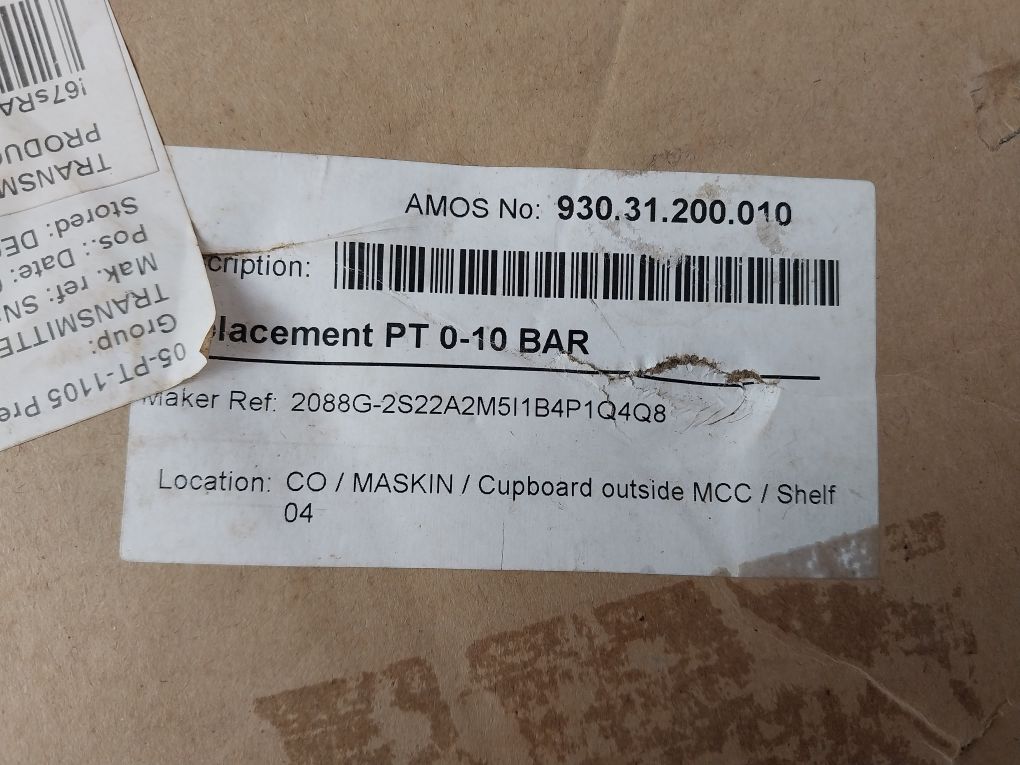 AMOS No: 930.31.200.010
cription:
lacement PT 0-10 BAR
Maker Ref: 2088G-2S22A2M5I1B4P1Q4Q8
Location: CO / MASKIN / Cupboard outside MCC / Shelf
04
05-PT-1105 Pre
Group:
TRANSMITTE
Mak. ref: SN
Pos.: Date:
Stored: DE
TRANSM
PRODU
!67sRA